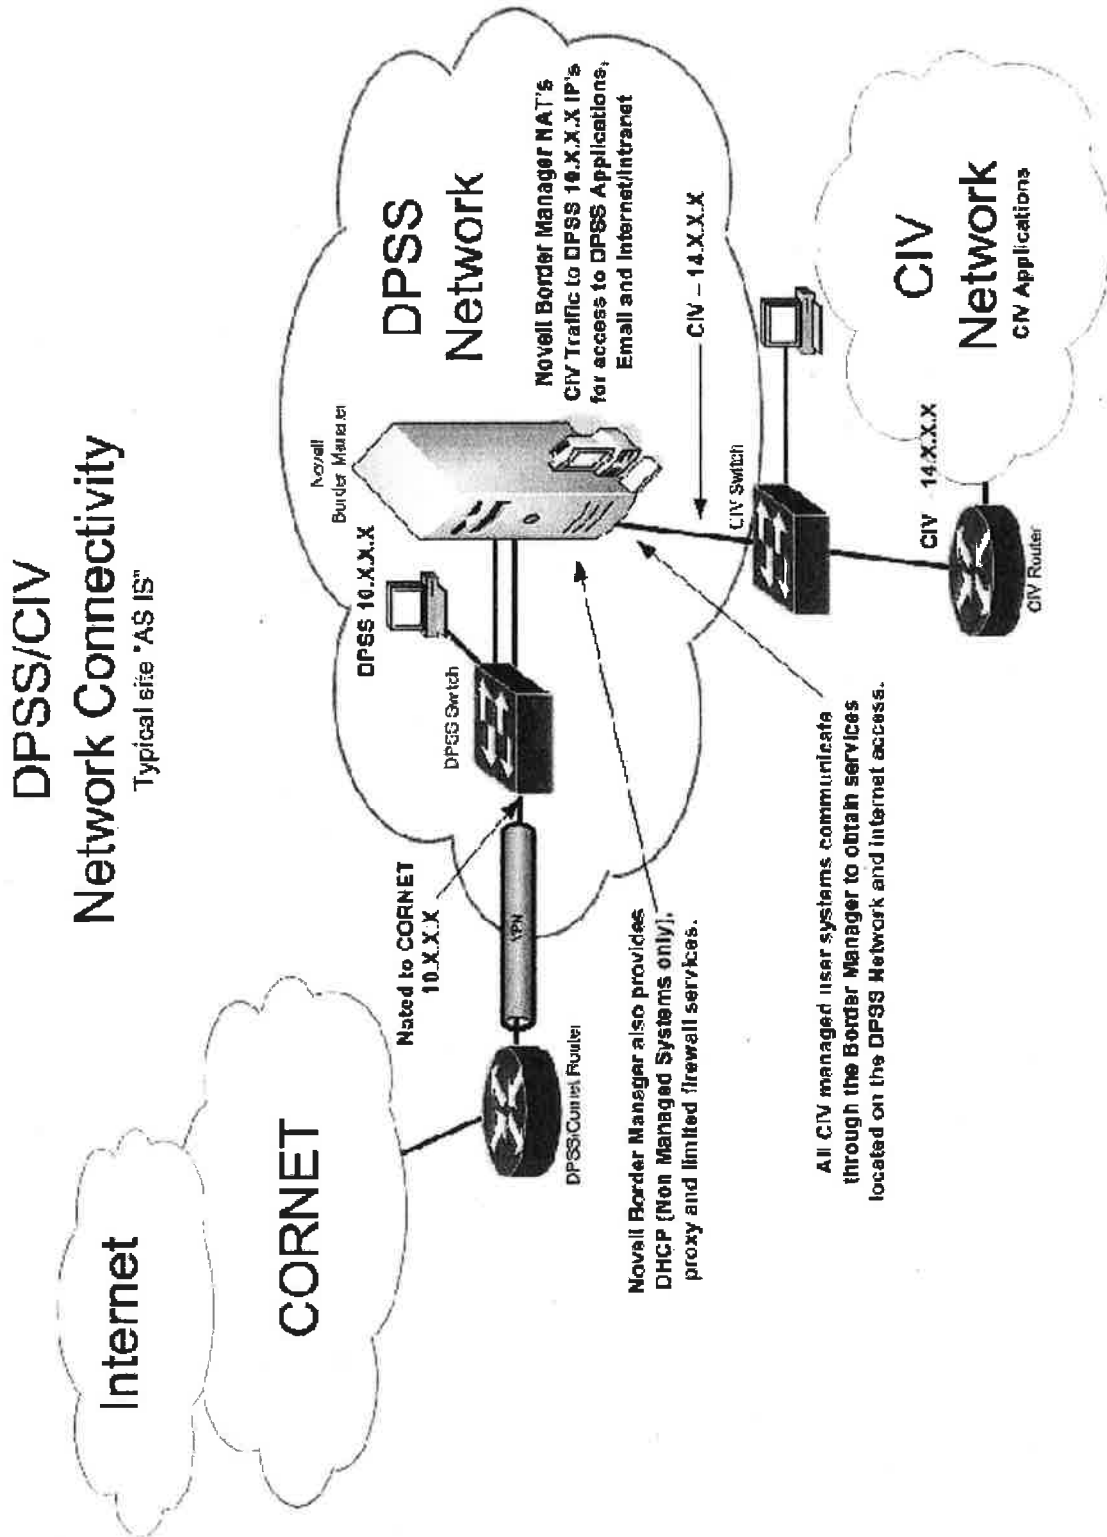 DPSS/CIV
Network Connectivity
Typical site "AS IS"
Internet
CORNET
DPSS/Cornet Router
Nated to CORNET
10.X.X.X
VPN
DPSS Switch
DPSS 10.X.X.X
Novell
Border Manager
DPSS
Network
Novell Border Manager NAT's
CIV Traffic to DPSS 10.X.X.X IP's
for access to DPSS Applications,
Email and Internet/Intranet
CIV – 14.X.X.X
CIV Switch
CIV – 14.X.X.X
CIV Router
CIV
Network
CIV Applications
Novell Border Manager also provides
DHCP (Non Managed Systems only),
proxy and limited firewall services.
All CIV managed user systems communicate
through the Border Manager to obtain services
located on the DPSS Network and internet access.